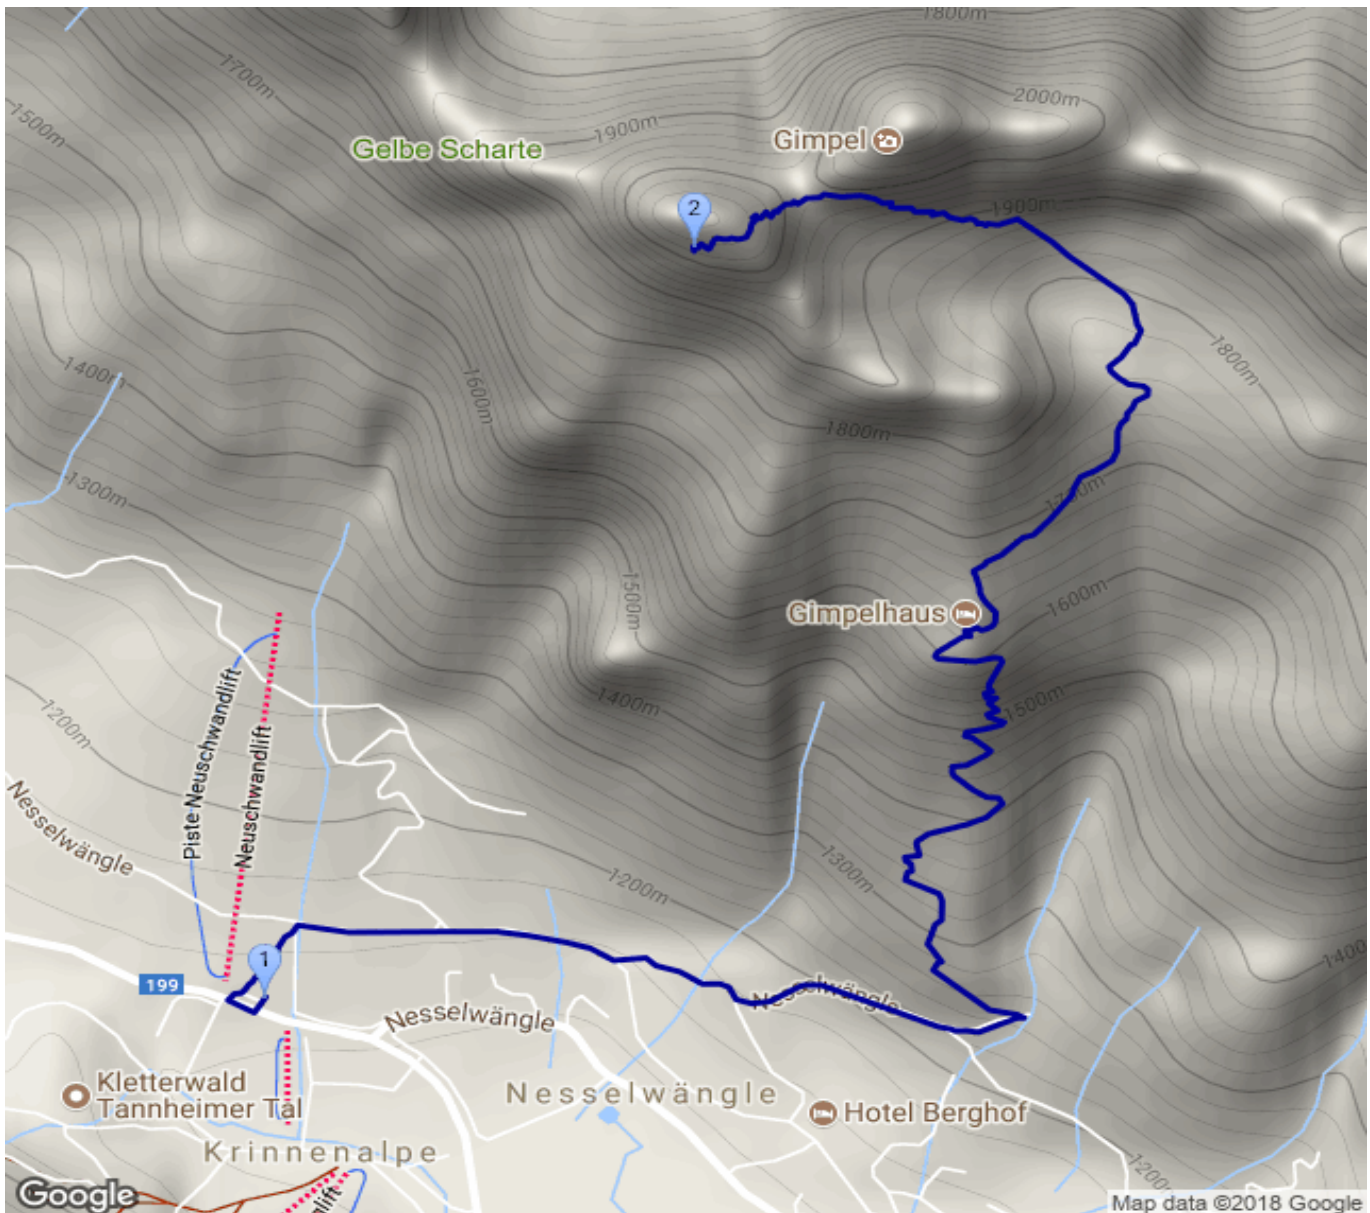 1800m
1700m
2000m
1500m
1900m
Gimpel
Gelbe Scharte
2
1900m
1800m
1400m
1600m
1800m
1300m
1700m
1500m
1600m
Gimpelhaus
1400m
1500m
1200m
Piste Neuschwandlift
Neuschwandlift
Nesselwängle
1300m
1200m
1400m
1
199
Nesselwängle
Nesselwängle
Kletterwald
Tannheimer Tal
Nesselwängle
Hotel Berghof
Krinnenalpe
1200m
Google
Map data ©2018 Google